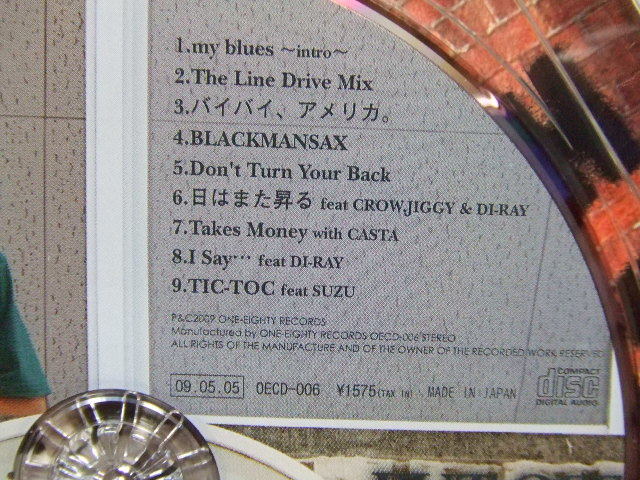 1.my blues ～intro～
2.The Line Drive Mix
3.バイバイ、アメリカ。
4.BLACKMANSAX
5.Don't Turn Your Back
6.日はまた昇る feat CROW,JIGGY & DI-RAY
7.Takes Money with CASTA
8.I Say… feat DI-RAY
9.TIC-TOC feat SUZU
P&C2009 ONE-EIGHTY RECORDS
Manufactured by ONE-EIGHTY RECORDS OECD-006 STEREO
ALL RIGHTS OF THE MANUFACTURE AND OF THE OWNER OF THE RECORDED WORK RESERVED
09.05.05 OECD-006 ¥1575(TAX IN) . MADE IN JAPAN
COMPACT
disc
DIGITAL AUDIO